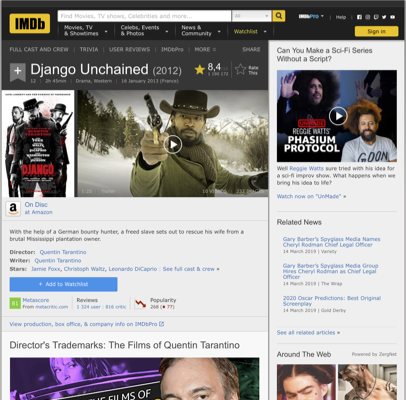 IMDb
Find Movies, TV shows, Celebrities and more...
All
Movies, TV & Showtimes
Celebs, Events & Photos
News & Community
Watchlist
IMDbPro
Help
Sign in
FULL CAST AND CREW | TRIVIA | USER REVIEWS | IMDbPro | MORE
SHARE
Django Unchained (2012)
12 | 2h 45min | Drama, Western | 16 January 2013 (France)
8,4
Rate This
DJANGO
On Disc
at Amazon
With the help of a German bounty hunter, a freed slave sets out to rescue his wife from a
brutal Mississippi plantation owner.
Director: Quentin Tarantino
Writer: Quentin Tarantino
Stars: Jamie Foxx, Christoph Waltz, Leonardo DiCaprio | See full cast & crew »
+ Add to Watchlist
81
Metascore
From metacritic.com
Reviews
1 324 user | 816 critic
Popularity
268
View production, box office, & company info on IMDbPro
Director's Trademarks: The Films of Quentin Tarantino
THE FILMS OF
Can You Make a Sci-Fi Series
Without a Script?
UNMADE
REGGIE WATTS'
PHASIUM
PROTOCOL
Well Reggie Watts sure tried with his idea for
a sci-fi improv show. What happens when we
bring his idea to life?
Watch now on "UnMade" »
Related News
Gary Barber's Spyglass Media Names
Cheryl Rodman Chief Legal Officer
14 March 2019 | Variety
Gary Barber's Spyglass Media Group
Hires Cheryl Rodman as Chief Legal
Officer
14 March 2019 | The Wrap
2020 Oscar Predictions: Best Original
Screenplay
14 March 2019 | Gold Derby
See all related articles »
Around The Web
Powered by ZergNet